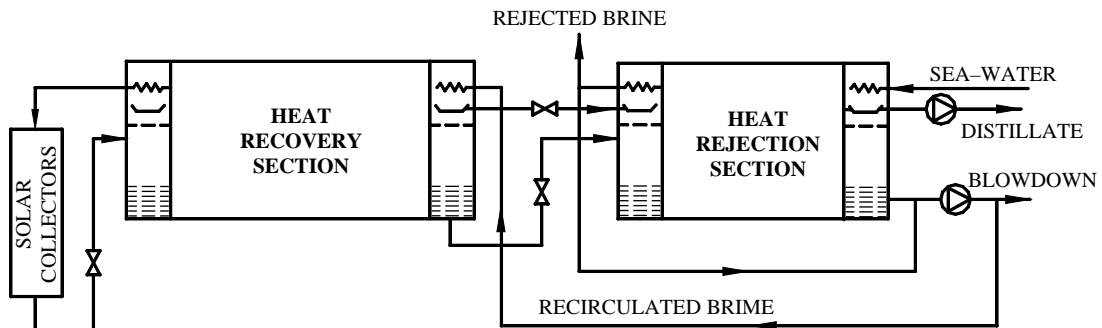 REJECTED BRINE
HEAT
RECOVERY
SECTION
HEAT
REJECTION
SECTION
SEA–WATER
DISTILLATE
BLOWDOWN
SOLAR
COLLECTORS
RECIRCULATED BRIME